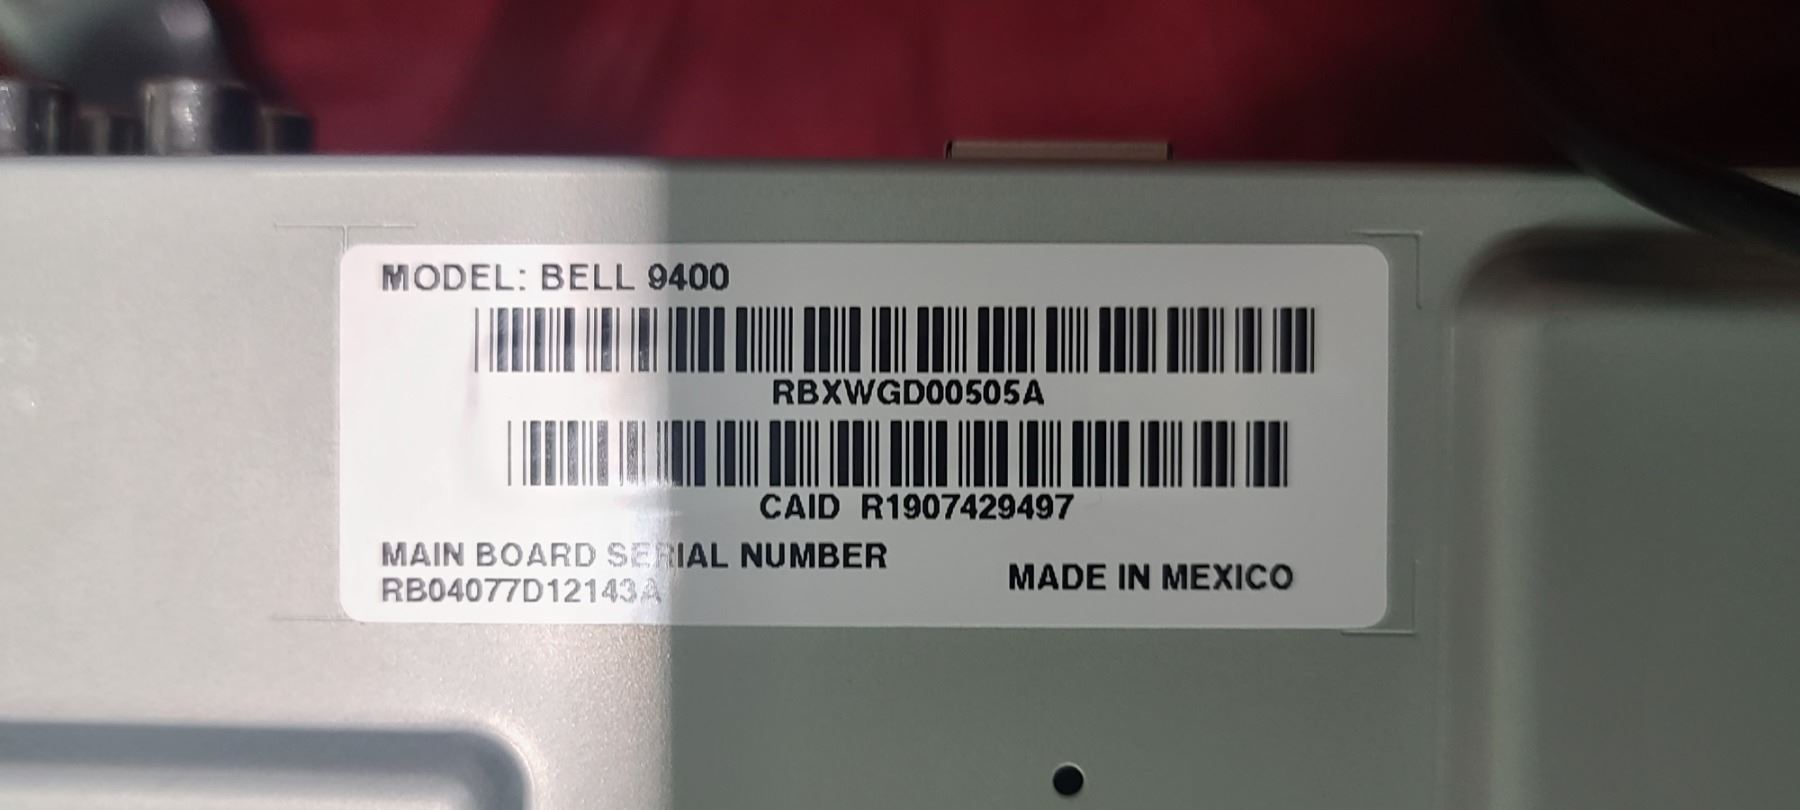 MODEL: BELL 9400
RBXWGD00505A
CAID R1907429497
MAIN BOARD SERIAL NUMBER
RB04077D12143A
MADE IN MEXICO